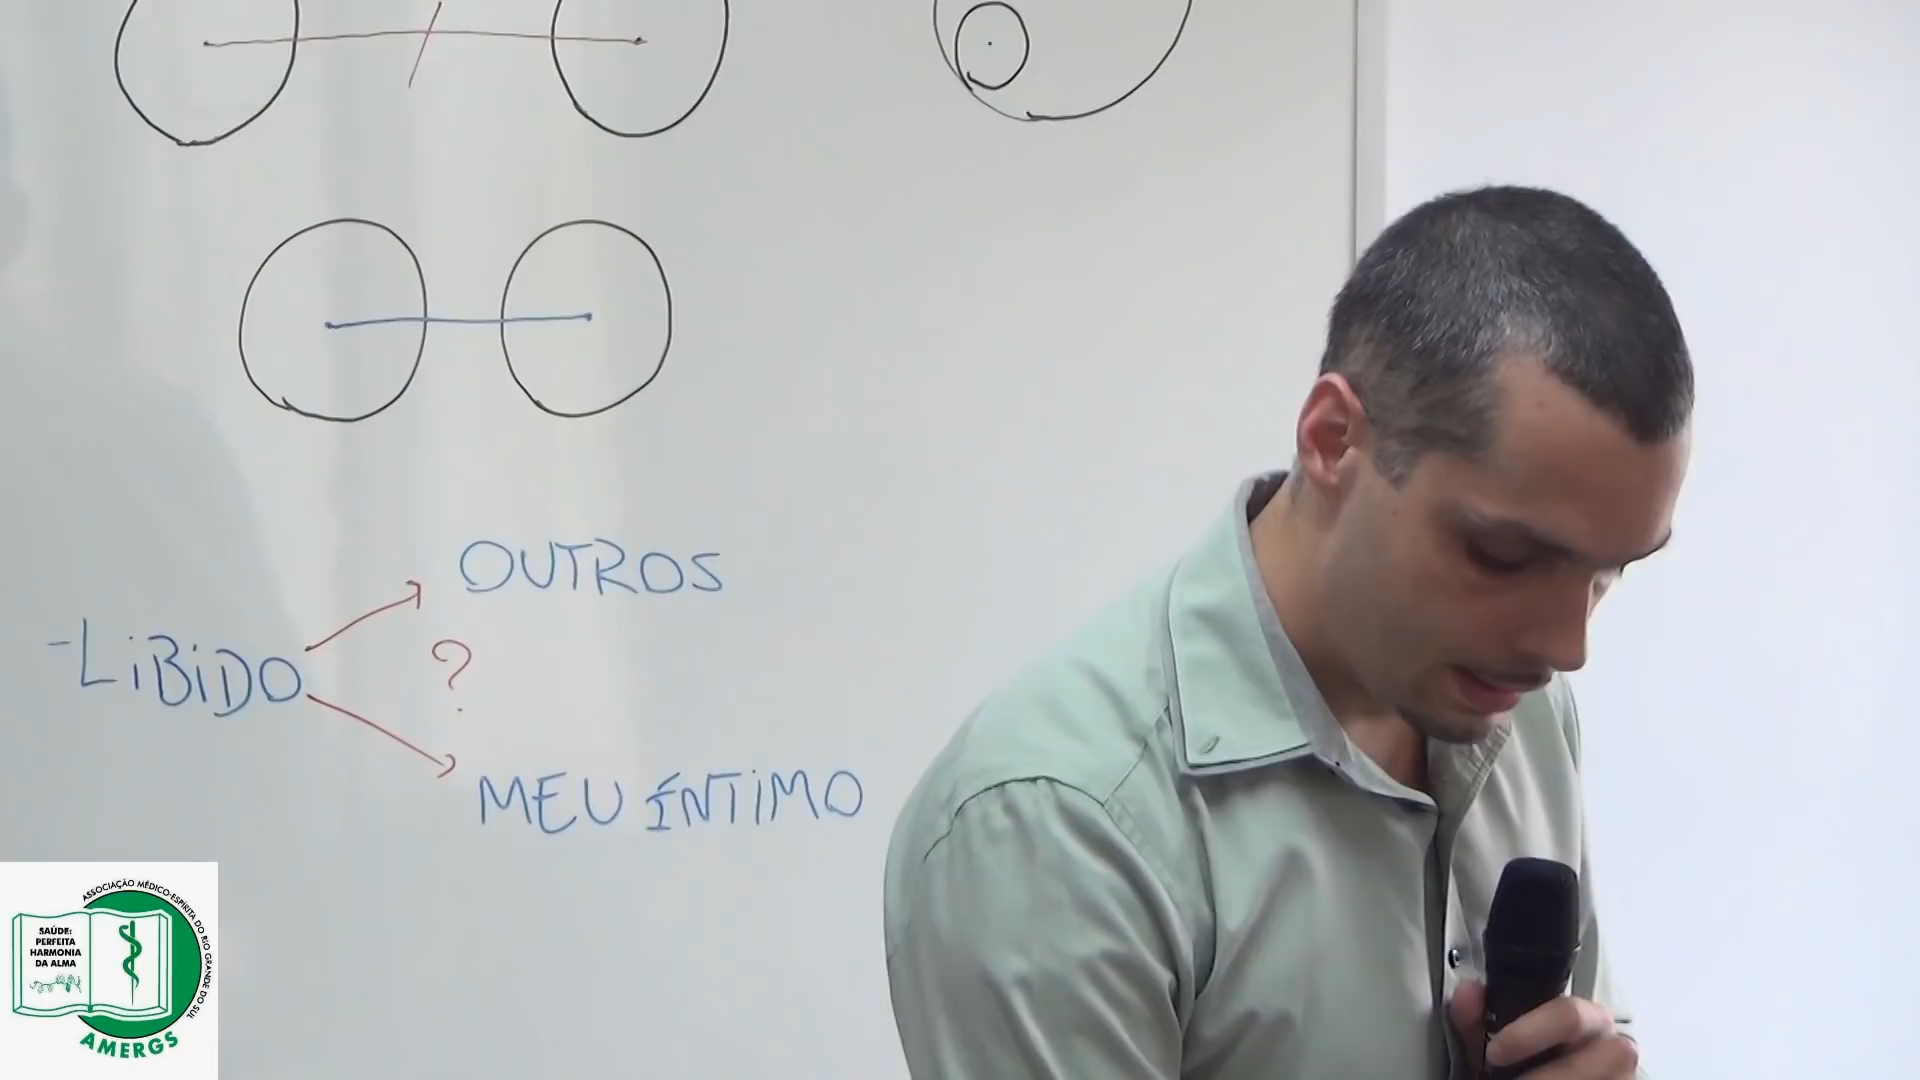 OUTROS
-LIBIDO
?
MEU ÍNTIMO
ASSOCIAÇÃO MÉDICO-ESPÍRITA DO RIO GRANDE DO SUL
SAÚDE:
PERFEITA
HARMONIA
DA ALMA
AMERGS